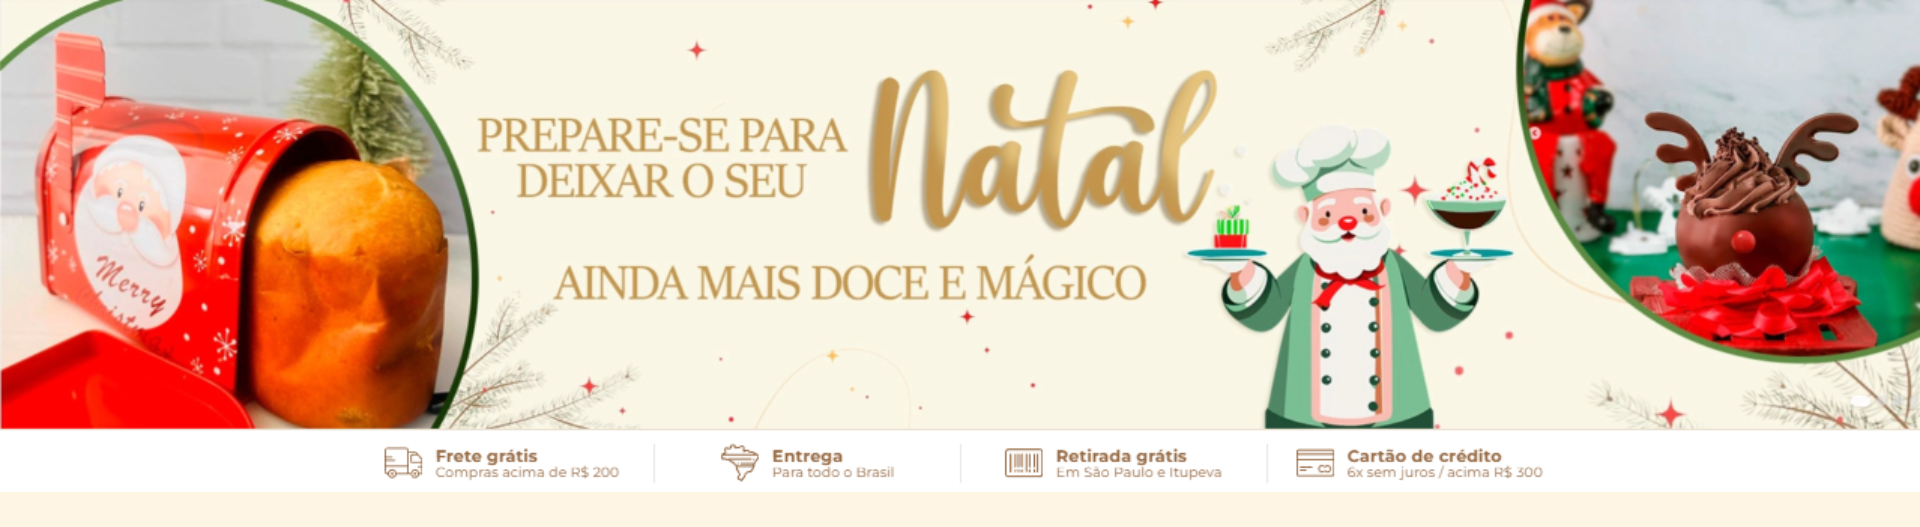 PREPARE-SE PARA
DEIXAR O SEU
Natal
AINDA MAIS DOCE E MÁGICO
Merry
Frete grátis
Compras acima de R$ 200
Entrega
Para todo o Brasil
Retirada grátis
Em São Paulo e Itupeva
Cartão de crédito
6x sem juros / acima R$ 300